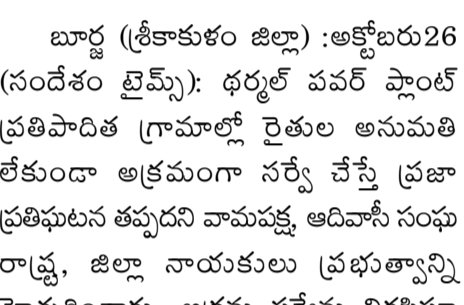 బూర్జ (శ్రీకాకుళం జిల్లా) :అక్టోబరు26
(సందేశం టైమ్స్): థర్మల్ పవర్ ప్లాంట్
ప్రతిపాదిత గ్రామాల్లో రైతుల అనుమతి
లేకుండా అక్రమంగా సర్వే చేస్తే ప్రజా
ప్రతిఘటన తప్పదని వామపక్ష, ఆదివాసీ సంఘ
రాష్ట్ర, జిల్లా నాయకులు ప్రభుత్వాన్ని